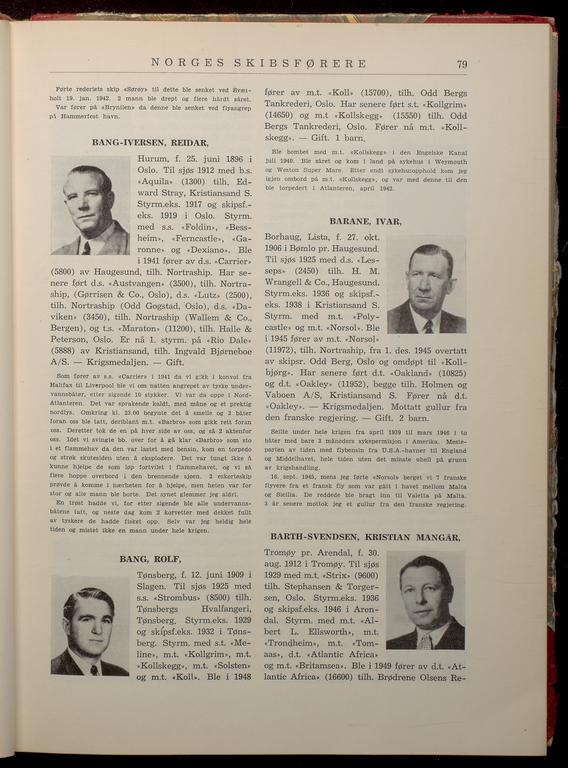 NORGES SKIBSFØRERE 79
Førte rederiets skip «Sørøy» til dette ble senket ved Svæn-
holt 19. jan. 1942. 2 mann ble drept og flere hårdt såret.
Var fører på «Brynilen» da denne ble senket ved flyangrep
på Hammerfest havn.
BANG-IVERSEN, REIDAR,
Hurum, f. 25. juni 1896 i
Oslo. Til sjøs 1912 med b.s.
«Aquila» (1300) tilh. Ed-
ward Stray, Kristiansand S.
Styrm.eks. 1917 og skipsf.-
eks. 1919 i Oslo. Styrm.
med s.s. «Foldin», «Bess-
heim», «Ferncastle», «Ga-
ronne» og «Dexiano». Ble
i 1941 fører av d.s. «Carrier»
(5800) av Haugesund, tilh. Nortraship. Har se-
nere ført d.s. «Austvangen» (3500), tilh. Nortra-
ship, (Gørrisen & Co., Oslo), d.s. «Lutz» (2500),
tilh. Nortraship (Odd Gogstad, Oslo), d.s. «Da-
viken» (3450), tilh. Nortraship (Wallem & Co.,
Bergen), og t.s. «Maraton» (11200), tilh. Halle &
Peterson, Oslo. Er nå 1. styrm. på «Rio Dale»
(5888) av Kristiansand, tilh. Ingvald Bjørneboe
A/S. — Krigsmedaljen. — Gift.
Som fører av s.s. «Carrier» i 1941 da vi gikk i konvoi fra
Halifax til Liverpool ble vi om natten angrepet av tyske under-
vannsbåter, etter sigende 10 stykker. Vi var da oppe i Nord-
Atlanteren. Det var sprakende kaldt, med måne og et prektig
nordlys. Omkring kl. 23.00 begynte det å smelle og 3 båter
foran oss ble tatt, deriblant m.t. «Barbro» som gikk rett foran
oss. Deretter tok de en på hver side av oss, og så 2 aktenfor
oss. Idet vi svingte bb. over for å gå klar «Barbro» som sto
i et flammehav da den var lastet med bensin, kom en torpedo
og strøk skutesiden uten å eksplodere. Det var tungt ikke å
kunne hjelpe de som løp fortvilet i flammehavet, og vi så
flere hoppe overbord i den brennende sjøen. 2 eskorteskip
prøvde å komme i nærheten for å hjelpe, men heten var for
stor og alle mann ble borte. Det synet glemmer jeg aldri.
En trøst hadde vi, for etter sigende ble alle undervanns-
båtene tatt, og neste dag kom 2 korvetter med dekket fullt
av tyskere de hadde fisket opp. Selv var jeg heldig hele
tiden og mistet ikke en mann under hele krigen.
BANG, ROLF,
Tønsberg, f. 12. juni 1909 i
Slagen. Til sjøs 1925 med
s.s. «Strombus» (8500) tilh.
Tønsbergs Hvalfangeri,
Tønsberg. Styrm.eks. 1929
og skipsf.eks. 1932 i Tøns-
berg. Styrm. med s.t. «Me-
line», m.t. «Kollgrim», m.t.
«Kollskegg», m.t. «Solsten»
og m.t. «Koll». Ble i 1948
fører av m.t. «Koll» (15700), tilh. Odd Bergs
Tankrederi, Oslo. Har senere ført s.t. «Kollgrim»
(14650) og m.t «Kollskegg» (15550) tilh. Odd
Bergs Tankrederi, Oslo. Fører nå m.t. «Koll-
skegg». — Gift. 1 barn.
Ble bombet med m.t. «Kollskegg» i den Engelske Kanal
juli 1940. Ble såret og kom i land på sykehus i Weymouth
og Weston Super Mare. Etter endt sykehusopphold kom jeg
igjen ombord på m.t. «Kollskegg», og var med denne til den
ble torpedert i Atlanteren, april 1942.
BARANE, IVAR,
Borhaug, Lista, f. 27. okt.
1906 i Bømlo pr. Haugesund.
Til sjøs 1925 med d.s. «Les-
seps» (2450) tilh. H. M.
Wrangell & Co., Haugesund.
Styrm.eks. 1936 og skipsf.-
eks. 1938 i Kristiansand S.
Styrm. med m.t. «Poly-
castle» og m.t. «Norsol». Ble
i 1945 fører av m.t. «Norsol»
(11972), tilh. Nortraship, fra 1. des. 1945 overtatt
av skipsr. Odd Berg, Oslo og omdøpt til «Koll-
bjørg». Har senere ført d.t. «Oakland» (10825)
og d.t. «Oakley» (11952), begge tilh. Holmen og
Vaboen A/S, Kristiansand S. Fører nå d.t.
«Oakley». — Krigsmedaljen. Mottatt gullur fra
den franske regjering. — Gift. 2 barn.
Seilte under hele krigen fra april 1939 til mars 1946 i to
båter med bare 3 måneders sykepermisjon i Amerika. Meste-
parten av tiden med flybensin fra U.S.A-havner til England
og Middelhavet, hele tiden uten det minste uhell på grunn
av krigshandling.
16. sept. 1945, mens jeg førte «Norsol» berget vi 7 franske
flyvere fra et fransk fly som var gått i havet mellom Malta
og Sicilia. De reddede ble bragt inn til Valetta på Malta.
3 år senere mottok jeg et gullur fra den franske regjering.
BARTH-SVENDSEN, KRISTIAN MANGAR,
Tromøy pr. Arendal, f. 30.
aug. 1912 i Tromøy. Til sjøs
1929 med m.t. «Strix» (9600)
tilh. Stephansen & Torger-
sen, Oslo. Styrm.eks. 1936
og skipsf.eks. 1946 i Aren-
dal. Styrm. med m.t. «Al-
bert L. Ellsworth», m.t.
«Trondheim», m.t. «Tom-
aas», d.t. «Atlantic Africa»
og m.t. «Britamsea». Ble i 1949 fører av d.t. «At-
lantic Africa» (16600) tilh. Brødrene Olsens Re-